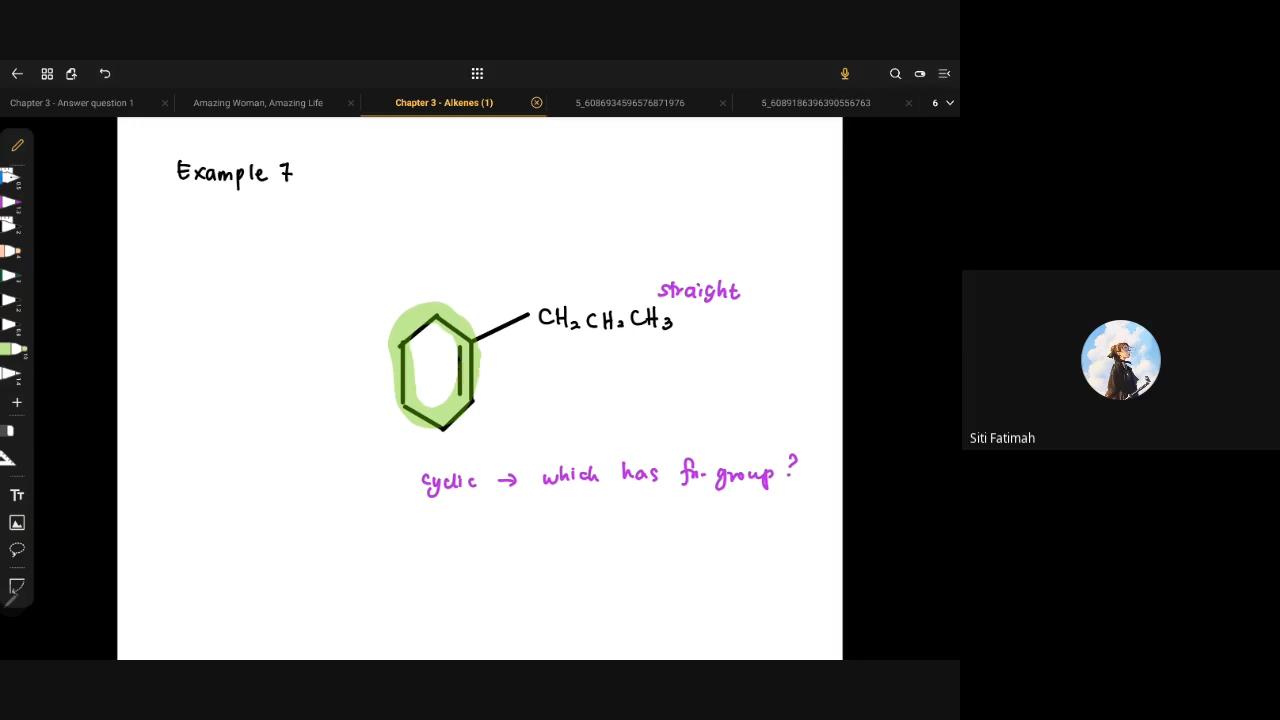 Chapter 3 - Answer question 1
Amazing Woman, Amazing Life
Chapter 3 - Alkenes (1)
5_6086934596576871976
5_6089186396390556763
6
Example 7
straight
CH₂CH₂CH₃
cyclic → which has fn. group?
Tт
Siti Fatimah